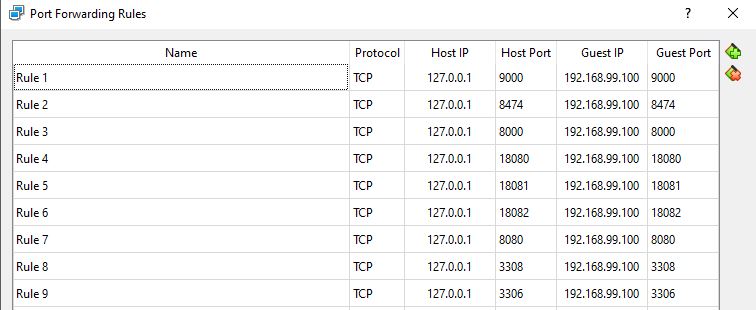 Port Forwarding Rules ? X
Name Protocol Host IP Host Port Guest IP Guest Port
Rule 1 TCP 127.0.0.1 9000 192.168.99.100 9000
Rule 2 TCP 127.0.0.1 8474 192.168.99.100 8474
Rule 3 TCP 127.0.0.1 8000 192.168.99.100 8000
Rule 4 TCP 127.0.0.1 18080 192.168.99.100 18080
Rule 5 TCP 127.0.0.1 18081 192.168.99.100 18081
Rule 6 TCP 127.0.0.1 18082 192.168.99.100 18082
Rule 7 TCP 127.0.0.1 8080 192.168.99.100 8080
Rule 8 TCP 127.0.0.1 3308 192.168.99.100 3308
Rule 9 TCP 127.0.0.1 3306 192.168.99.100 3306